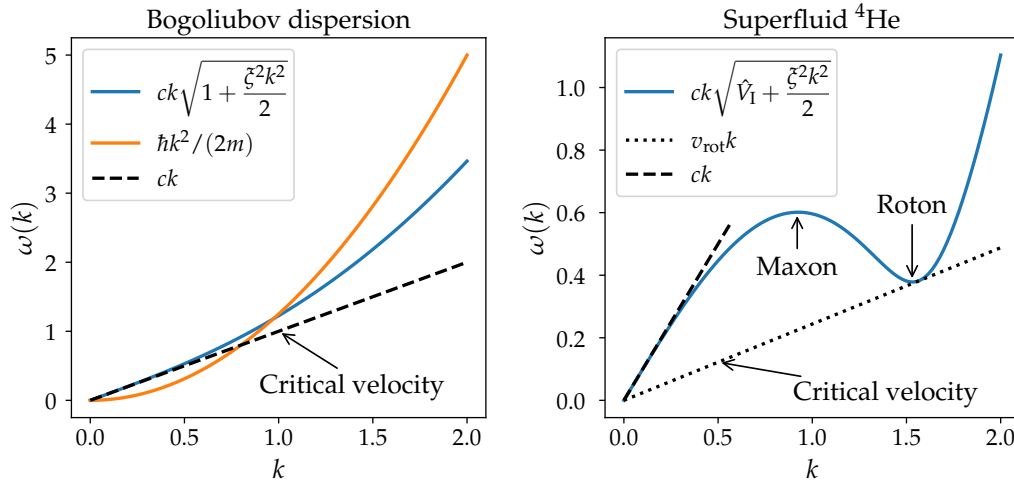 Bogoliubov dispersion
5
4
3
2
1
0
ω(k)
ck√(1 + ξ²k²/2)
ħk²/(2m)
ck
Critical velocity
0.0 0.5 1.0 1.5 2.0
k
Superfluid ⁴He
1.0
0.8
0.6
0.4
0.2
0.0
ω(k)
ck√(V̂_I + ξ²k²/2)
v_rot k
ck
Roton
Maxon
Critical velocity
0.0 0.5 1.0 1.5 2.0
k